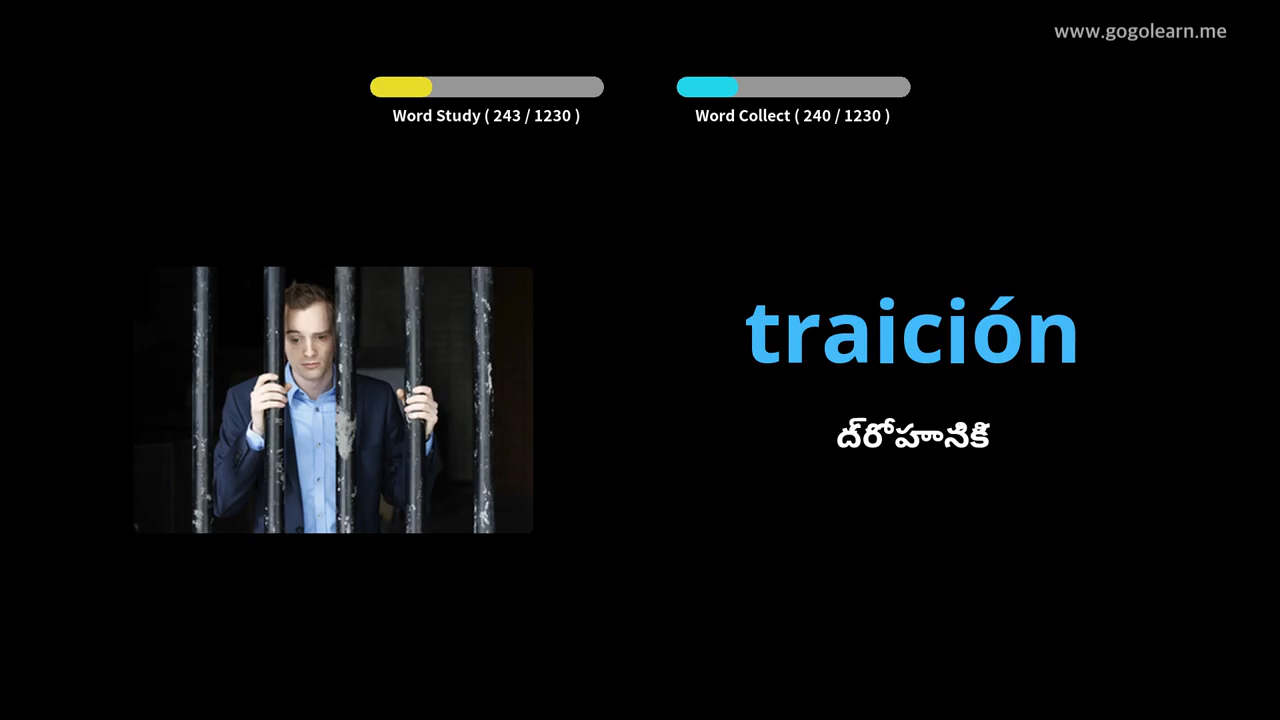 www.gogolearn.me
Word Study ( 243 / 1230 )
Word Collect ( 240 / 1230 )
traición
ద్రోహానికి